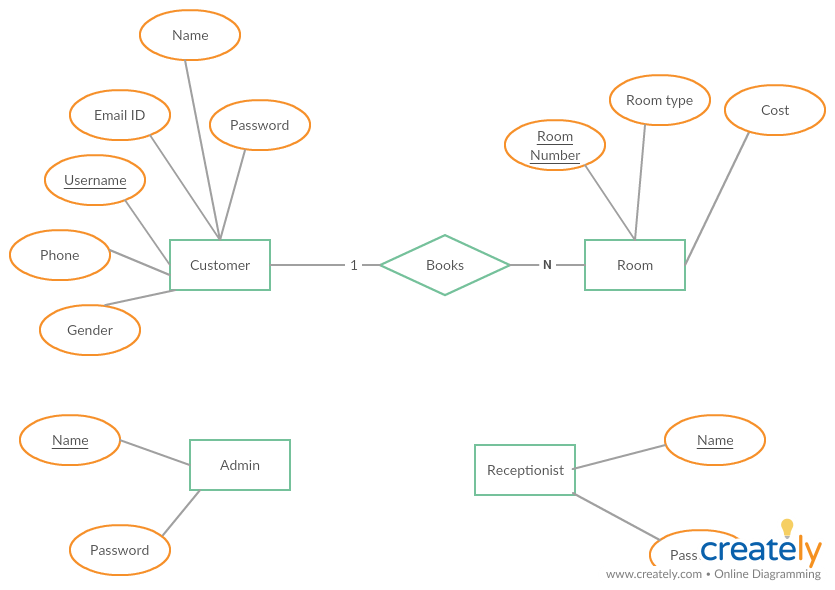 Name
Email ID
Password
Username
Phone
Gender
Customer
1
Books
N
Room
Number
Room type
Cost
Room
Name
Admin
Password
Receptionist
Name
Pass
creately
www.creately.com • Online Diagramming